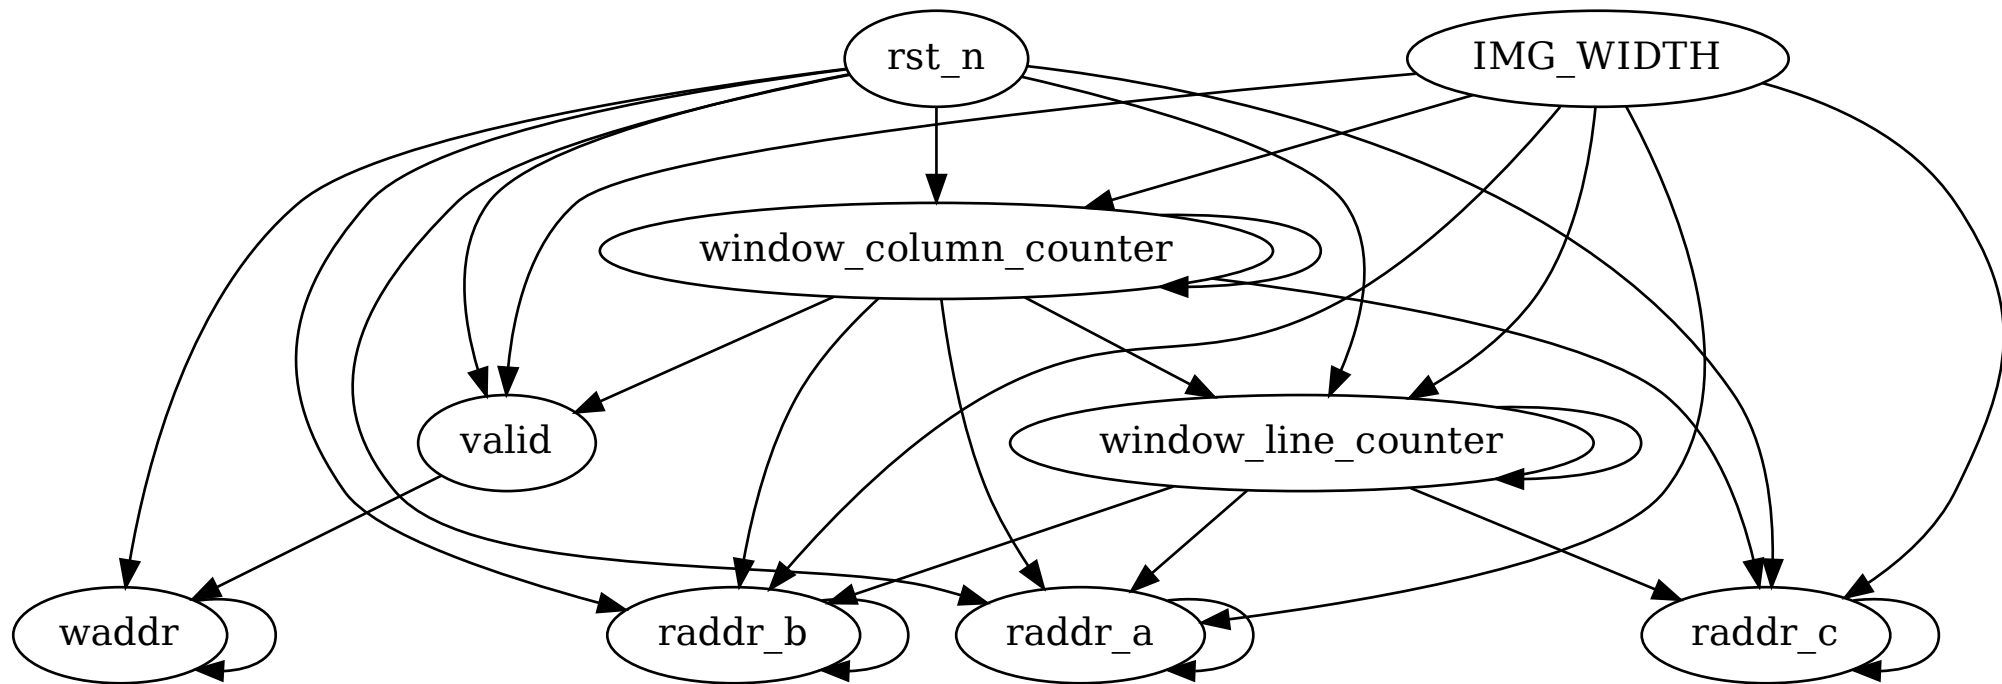 rst_n
IMG_WIDTH
window_column_counter
valid
window_line_counter
waddr
raddr_b
raddr_a
raddr_c